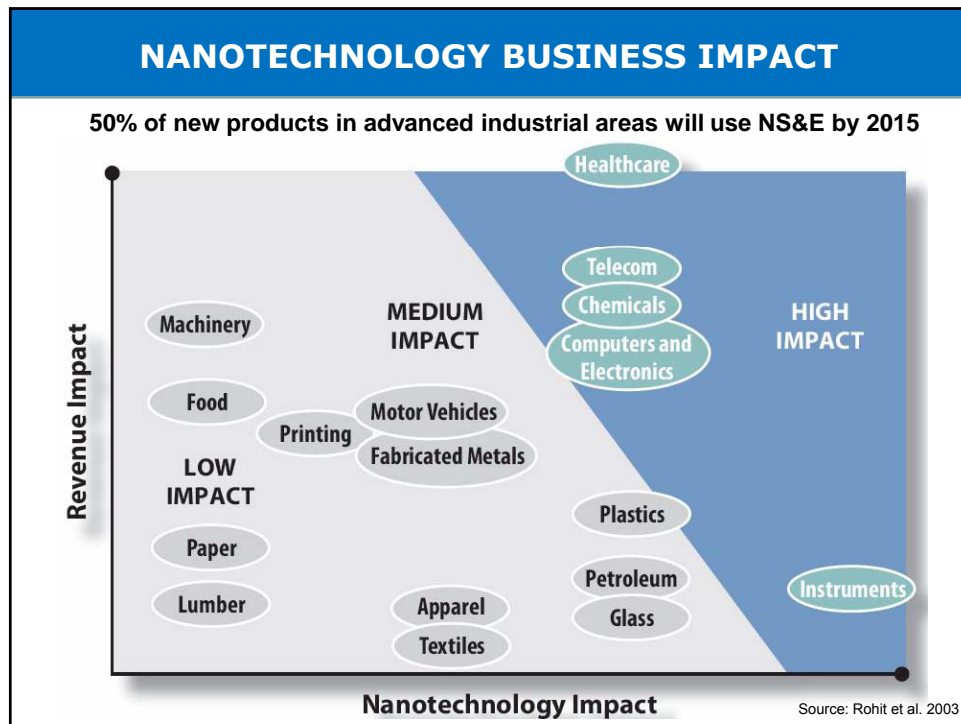 NANOTECHNOLOGY BUSINESS IMPACT
50% of new products in advanced industrial areas will use NS&E by 2015
Healthcare
Telecom
Chemicals
Computers and
Electronics
MEDIUM
IMPACT
HIGH
IMPACT
Machinery
Food
Printing
Motor Vehicles
Fabricated Metals
LOW
IMPACT
Plastics
Paper
Petroleum
Instruments
Lumber
Apparel
Glass
Textiles
Revenue Impact
Nanotechnology Impact
Source: Rohit et al. 2003